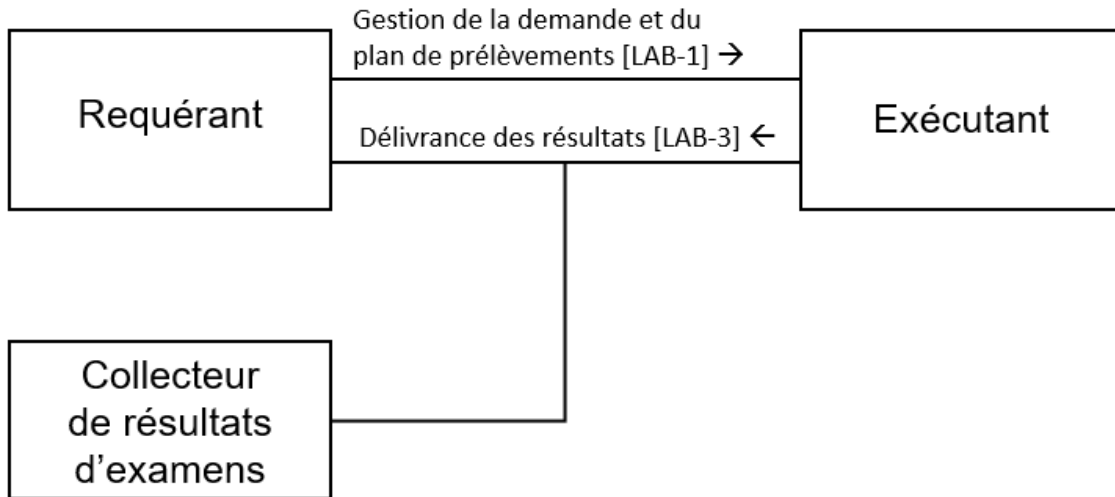 Gestion de la demande et du
plan de prélèvements [LAB-1] →
Requérant
Exécutant
Délivrance des résultats [LAB-3] ←
Collecteur
de résultats
d’examens